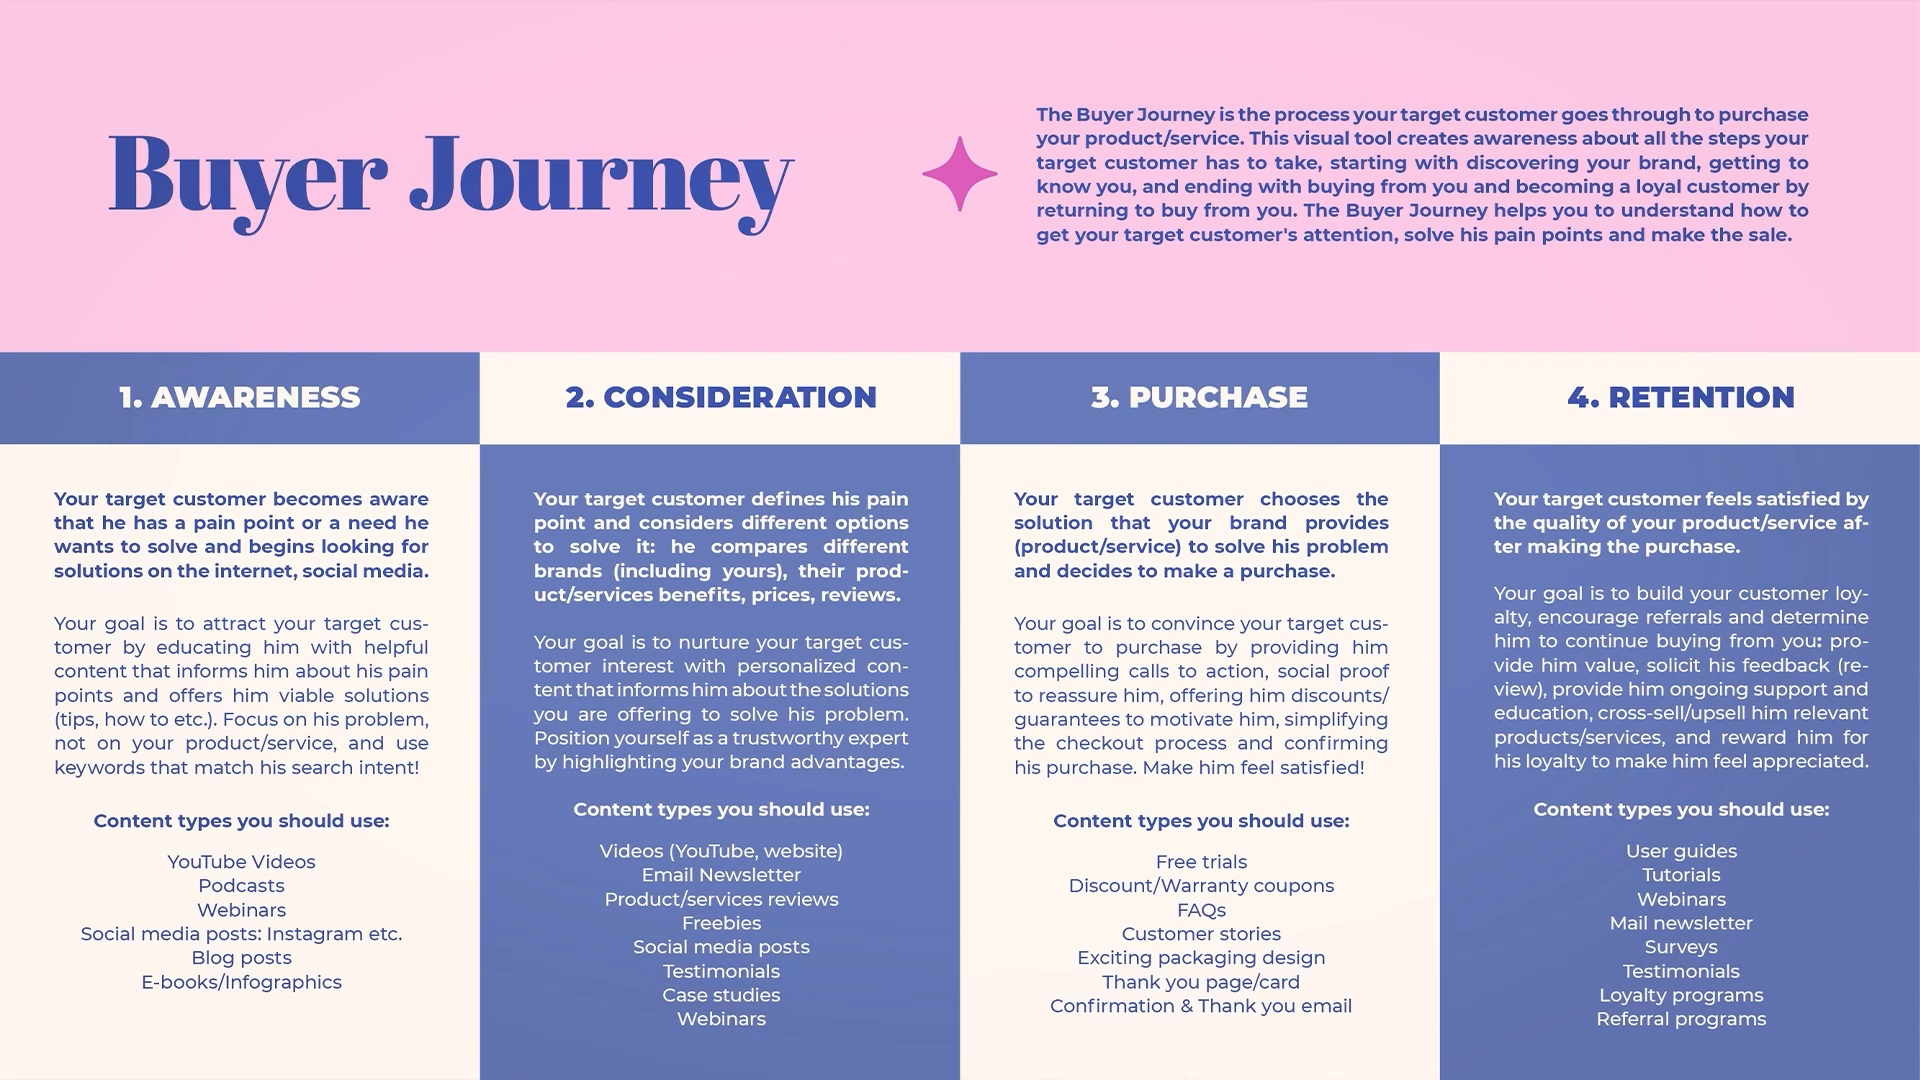 Buyer Journey
The Buyer Journey is the process your target customer goes through to purchase
your product/service. This visual tool creates awareness about all the steps your
target customer has to take, starting with discovering your brand, getting to
know you, and ending with buying from you and becoming a loyal customer by
returning to buy from you. The Buyer Journey helps you to understand how to
get your target customer's attention, solve his pain points and make the sale.
1. AWARENESS
Your target customer becomes aware
that he has a pain point or a need he
wants to solve and begins looking for
solutions on the internet, social media.
Your goal is to attract your target cus-
tomer by educating him with helpful
content that informs him about his pain
points and offers him viable solutions
(tips, how to etc.). Focus on his problem,
not on your product/service, and use
keywords that match his search intent!
Content types you should use:
YouTube Videos
Podcasts
Webinars
Social media posts: Instagram etc.
Blog posts
E-books/Infographics
2. CONSIDERATION
Your target customer defines his pain
point and considers different options
to solve it: he compares different
brands (including yours), their prod-
uct/services benefits, prices, reviews.
Your goal is to nurture your target cus-
tomer interest with personalized con-
tent that informs him about the solutions
you are offering to solve his problem.
Position yourself as a trustworthy expert
by highlighting your brand advantages.
Content types you should use:
Videos (YouTube, website)
Email Newsletter
Product/services reviews
Freebies
Social media posts
Testimonials
Case studies
Webinars
3. PURCHASE
Your target customer chooses the
solution that your brand provides
(product/service) to solve his problem
and decides to make a purchase.
Your goal is to convince your target cus-
tomer to purchase by providing him
compelling calls to action, social proof
to reassure him, offering him discounts/
guarantees to motivate him, simplifying
the checkout process and confirming
his purchase. Make him feel satisfied!
Content types you should use:
Free trials
Discount/Warranty coupons
FAQs
Customer stories
Exciting packaging design
Thank you page/card
Confirmation & Thank you email
4. RETENTION
Your target customer feels satisfied by
the quality of your product/service af-
ter making the purchase.
Your goal is to build your customer loy-
alty, encourage referrals and determine
him to continue buying from you: pro-
vide him value, solicit his feedback (re-
view), provide him ongoing support and
education, cross-sell/upsell him relevant
products/services, and reward him for
his loyalty to make him feel appreciated.
Content types you should use:
User guides
Tutorials
Webinars
Mail newsletter
Surveys
Testimonials
Loyalty programs
Referral programs